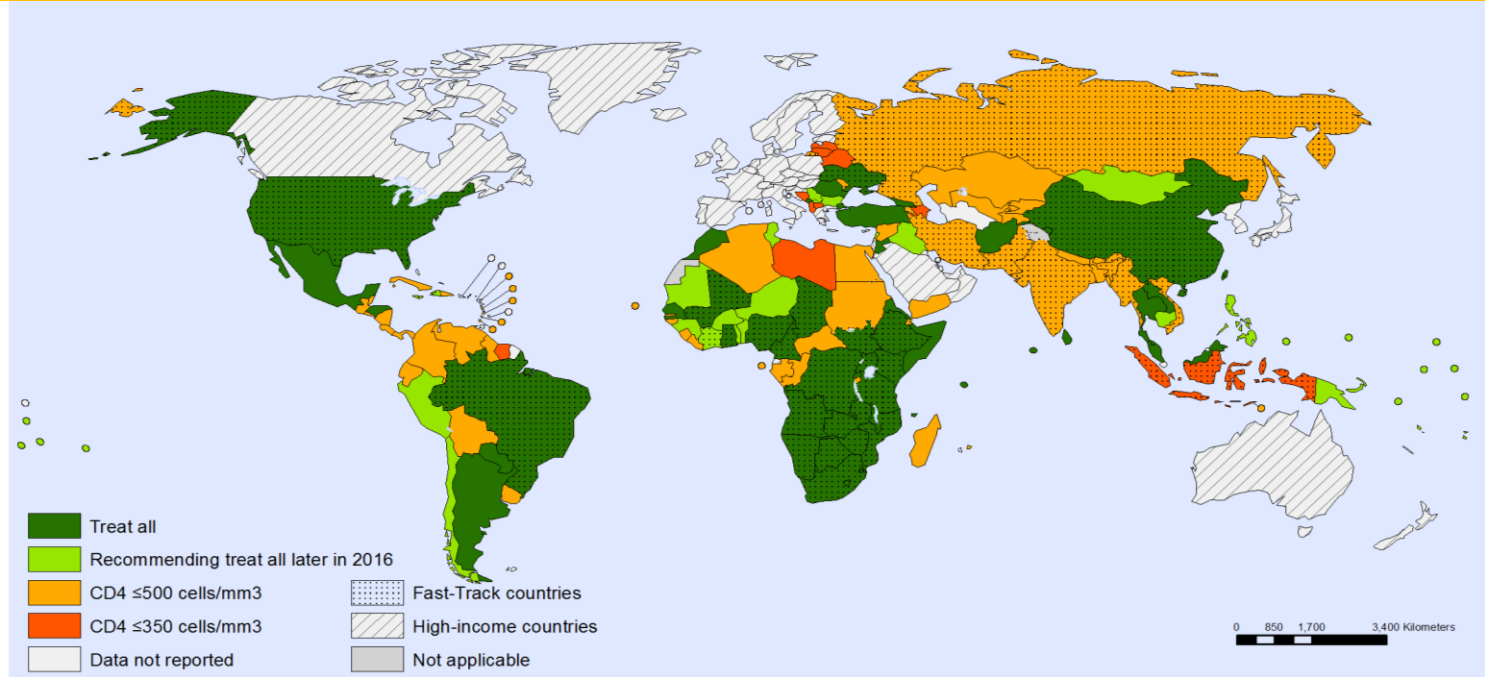 Treat all
Recommending treat all later in 2016
CD4 ≤500 cells/mm3
CD4 ≤350 cells/mm3
Data not reported
Fast-Track countries
High-income countries
Not applicable
0 850 1,700 3,400 Kilometers